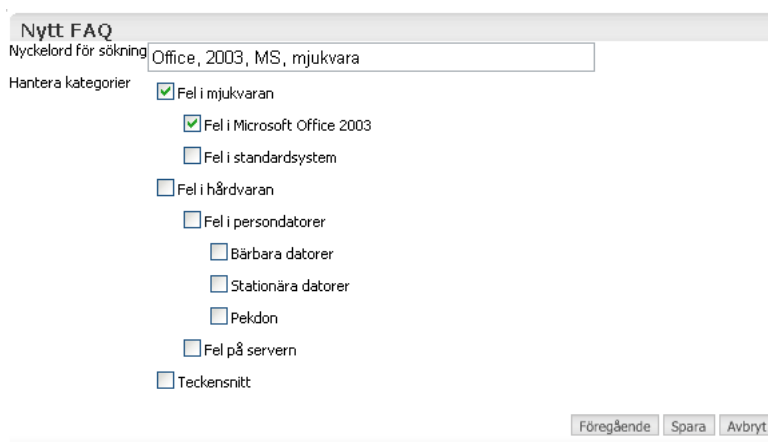 Nytt FAQ
Nyckelord för sökning
Office, 2003, MS, mjukvara
Hantera kategorier
Fel i mjukvaran
Fel i Microsoft Office 2003
Fel i standardsystem
Fel i hårdvaran
Fel i persondatorer
Bärbara datorer
Stationära datorer
Pekdon
Fel på servern
Teckensnitt
Föregående Spara Avbryt